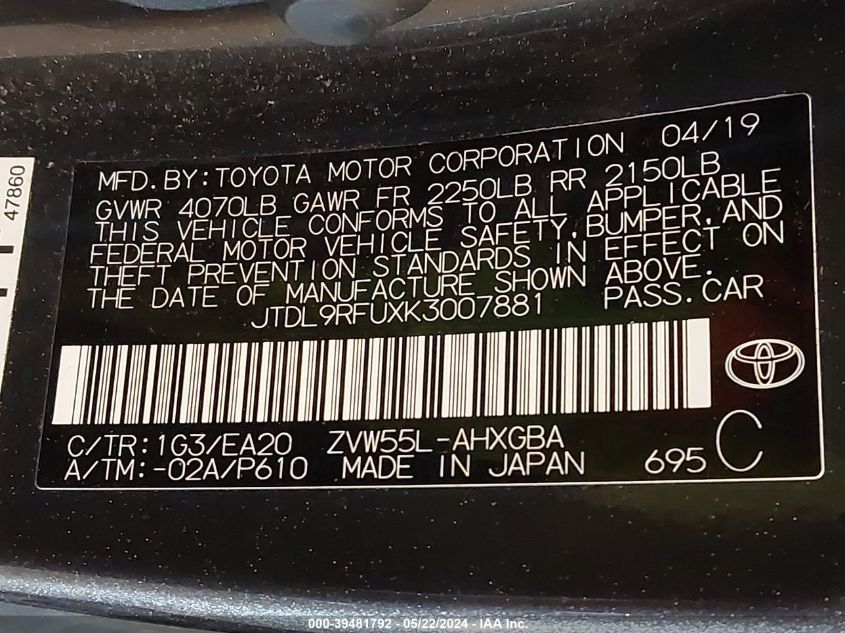 47860
MFD.BY:TOYOTA MOTOR CORPORATION 04/19
GVWR 4070LB GAWR FR 2250LB RR 2150LB
THIS VEHICLE CONFORMS TO ALL APPLICABLE
FEDERAL MOTOR VEHICLE SAFETY,BUMPER,AND
THEFT PREVENTION STANDARDS IN EFFECT ON
THE DATE OF MANUFACTURE SHOWN ABOVE.
JTDL9RFUXK3007881 PASS.CAR
C/TR:1G3/EA20 ZVW55L-AHXGBA
A/TM:-02A/P610 MADE IN JAPAN 695 C
000-39481792 - 05/22/2024 - IAA Inc.